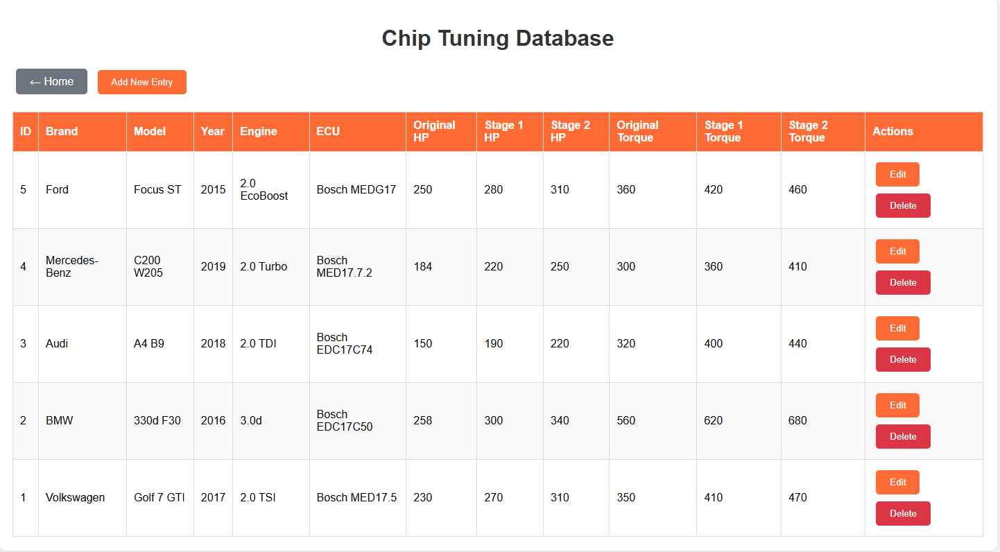 Chip Tuning Database
← Home
Add New Entry
ID Brand Model Year Engine ECU Original HP Stage 1 HP Stage 2 HP Original Torque Stage 1 Torque Stage 2 Torque Actions
5 Ford Focus ST 2015 2.0 EcoBoost Bosch MEDG17 250 280 310 360 420 460 Edit Delete
4 Mercedes-Benz C200 W205 2019 2.0 Turbo Bosch MED17.7.2 184 220 250 300 360 410 Edit Delete
3 Audi A4 B9 2018 2.0 TDI Bosch EDC17C74 150 190 220 320 400 440 Edit Delete
2 BMW 330d F30 2016 3.0d Bosch EDC17C50 258 300 340 560 620 680 Edit Delete
1 Volkswagen Golf 7 GTI 2017 2.0 TSI Bosch MED17.5 230 270 310 350 410 470 Edit Delete